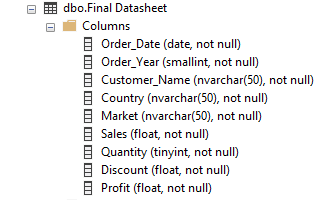 dbo.Final Datasheet
Columns
Order_Date (date, not null)
Order_Year (smallint, not null)
Customer_Name (nvarchar(50), not null)
Country (nvarchar(50), not null)
Market (nvarchar(50), not null)
Sales (float, not null)
Quantity (tinyint, not null)
Discount (float, not null)
Profit (float, not null)